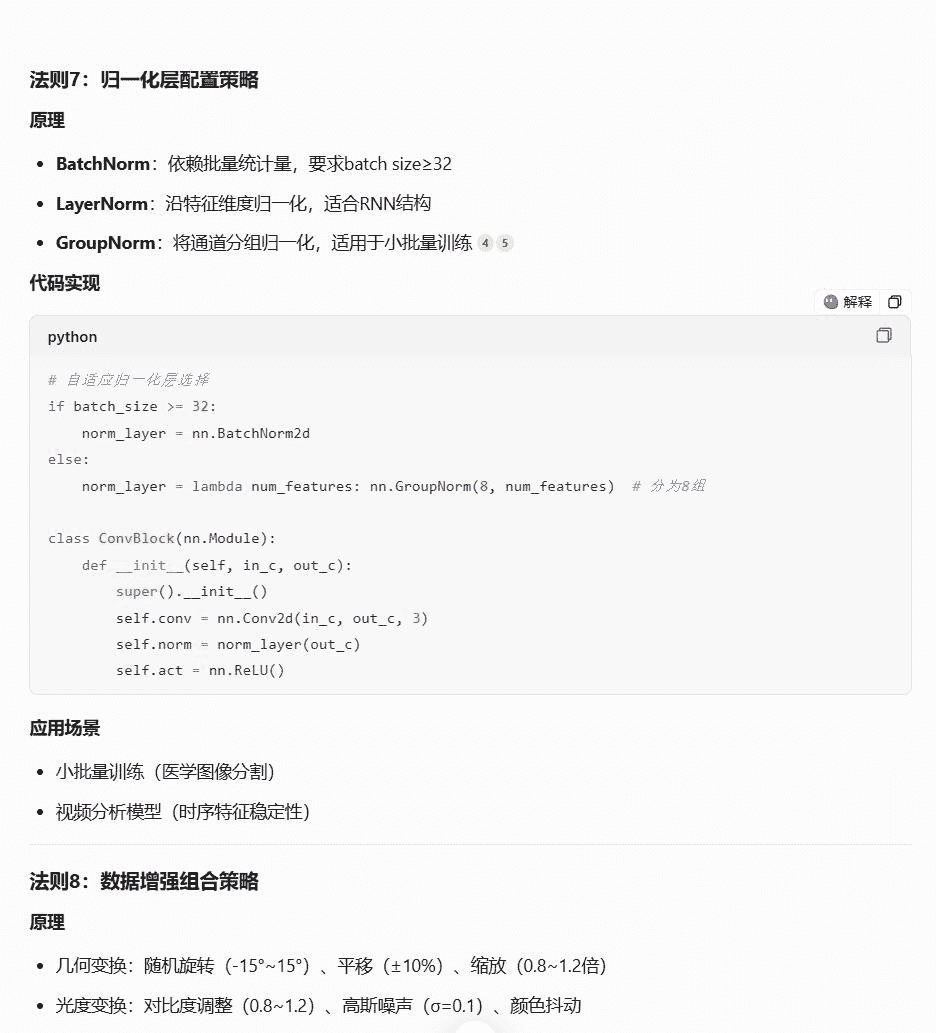 法则7：归一化层配置策略
原理
• BatchNorm：依赖批量统计量，要求batch size≥32
• LayerNorm：沿特征维度归一化，适合RNN结构
• GroupNorm：将通道分组归一化，适用于小批量训练 4 5
代码实现
解释
python
# 自适应归一化层选择
if batch_size >= 32:
    norm_layer = nn.BatchNorm2d
else:
    norm_layer = lambda num_features: nn.GroupNorm(8, num_features)  # 分为8组

class ConvBlock(nn.Module):
    def __init__(self, in_c, out_c):
        super().__init__()
        self.conv = nn.Conv2d(in_c, out_c, 3)
        self.norm = norm_layer(out_c)
        self.act = nn.ReLU()
应用场景
• 小批量训练（医学图像分割）
• 视频分析模型（时序特征稳定性）
法则8：数据增强组合策略
原理
• 几何变换：随机旋转（-15°~15°）、平移（±10%）、缩放（0.8~1.2倍）
• 光度变换：对比度调整（0.8~1.2）、高斯噪声（σ=0.1）、颜色抖动